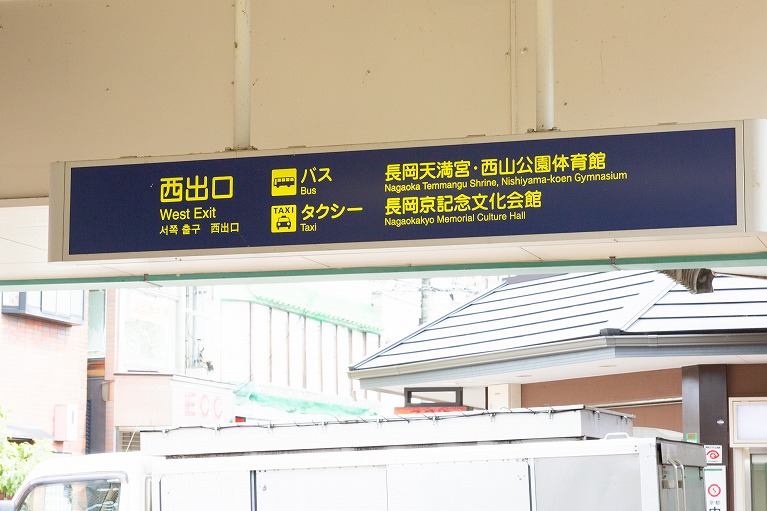 西出口
West Exit
서쪽 출구 西出口
バス
Bus
TAXI
タクシー
Taxi
長岡天満宮・西山公園体育館
Nagaoka Temmangu Shrine, Nishiyama-koen Gymnasium
長岡京記念文化会館
Nagaokakyo Memorial Culture Hall
ECC